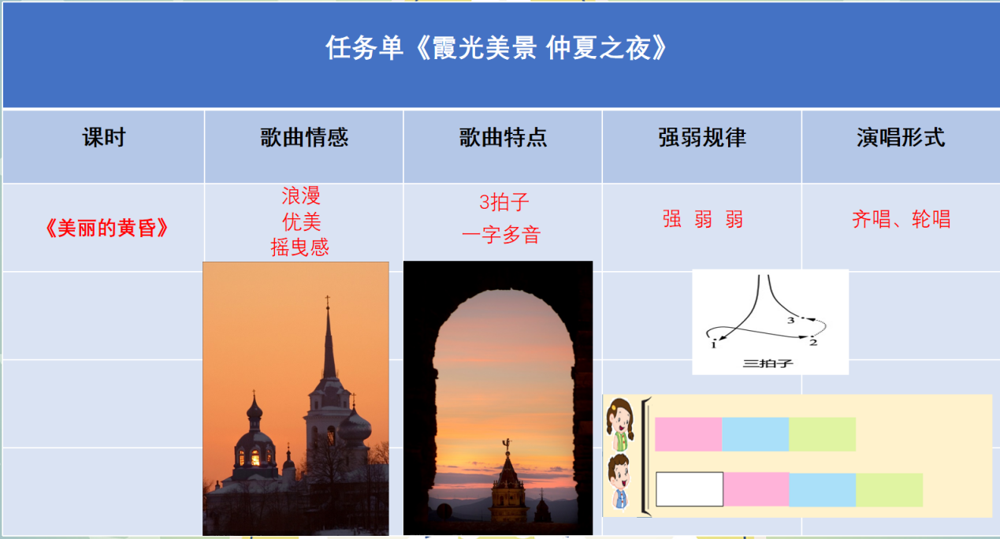 任务单《霞光美景 仲夏之夜》
课时
歌曲情感
歌曲特点
强弱规律
演唱形式
《美丽的黄昏》
浪漫
优美
摇曳感
3拍子
一字多音
强 弱 弱
齐唱、轮唱
3
1
2
三拍子